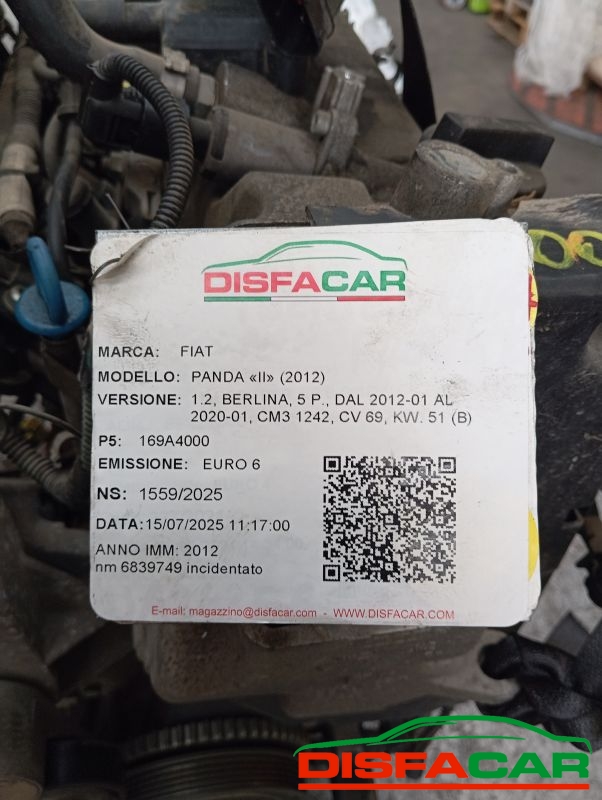 DISFACAR
MARCA: FIAT
MODELLO: PANDA «II» (2012)
VERSIONE: 1.2, BERLINA, 5 P., DAL 2012-01 AL
2020-01, CM3 1242, CV 69, KW. 51 (B)
P5: 169A4000
EMISSIONE: EURO 6
NS: 1559/2025
DATA:15/07/2025 11:17:00
ANNO IMM: 2012
nm 6839749 incidentato
E-mail: magazzino@disfacar.com - WWW.DISFACAR.COM
DISFACAR